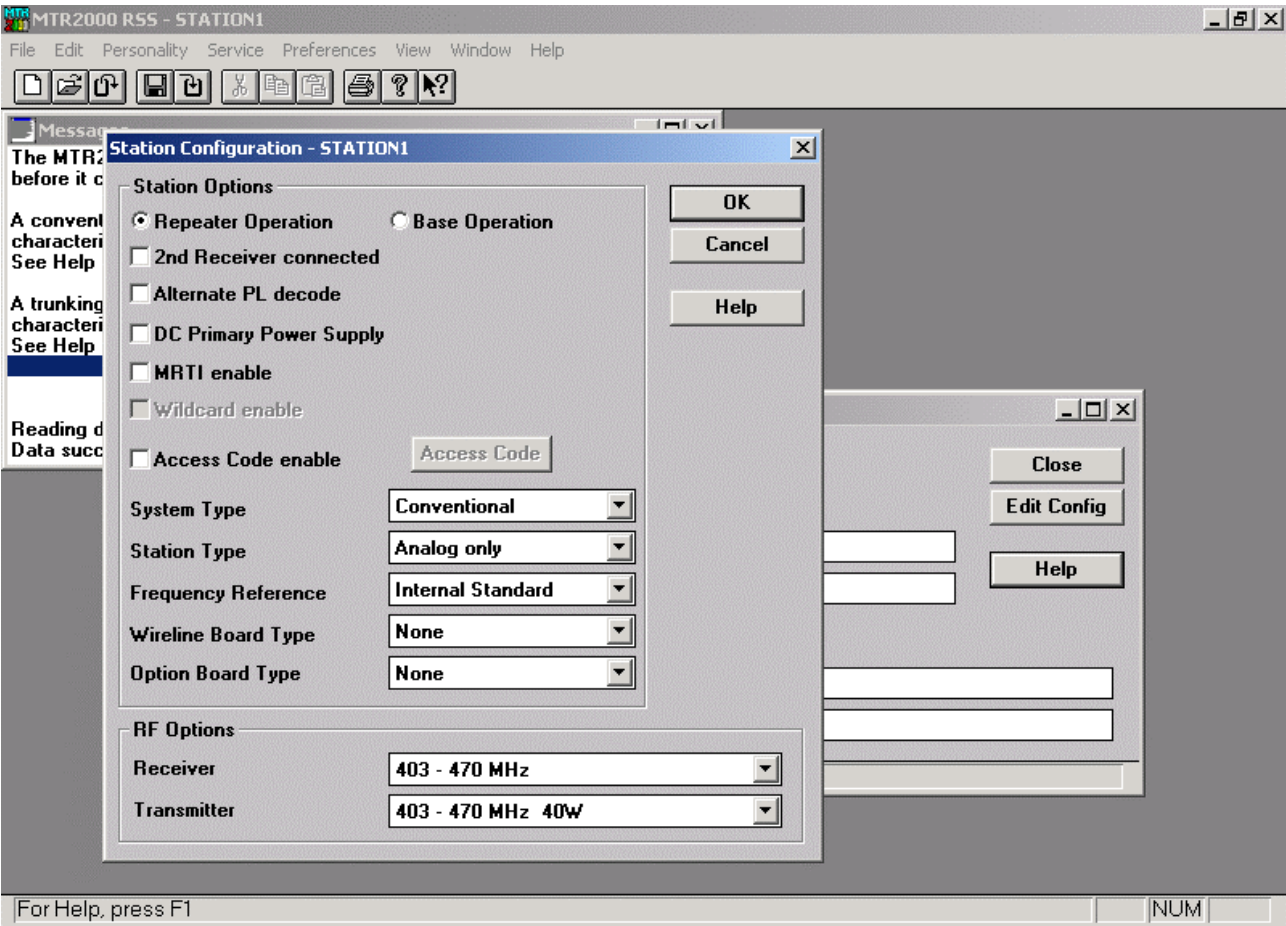 MTR2000 RSS - STATION1
File Edit Personality Service Preferences View Window Help
The MTR2
before it c
A convent
characteri
See Help
A trunking
characteri
See Help
Reading d
Data succ
Station Configuration - STATION1
Station Options
Repeater Operation Base Operation
2nd Receiver connected
Alternate PL decode
DC Primary Power Supply
MRTI enable
Wildcard enable
Access Code enable Access Code
System Type Conventional
Station Type Analog only
Frequency Reference Internal Standard
Wireline Board Type None
Option Board Type None
RF Options
Receiver 403 - 470 MHz
Transmitter 403 - 470 MHz 40W
OK
Cancel
Help
Close
Edit Config
Help
For Help, press F1
NUM